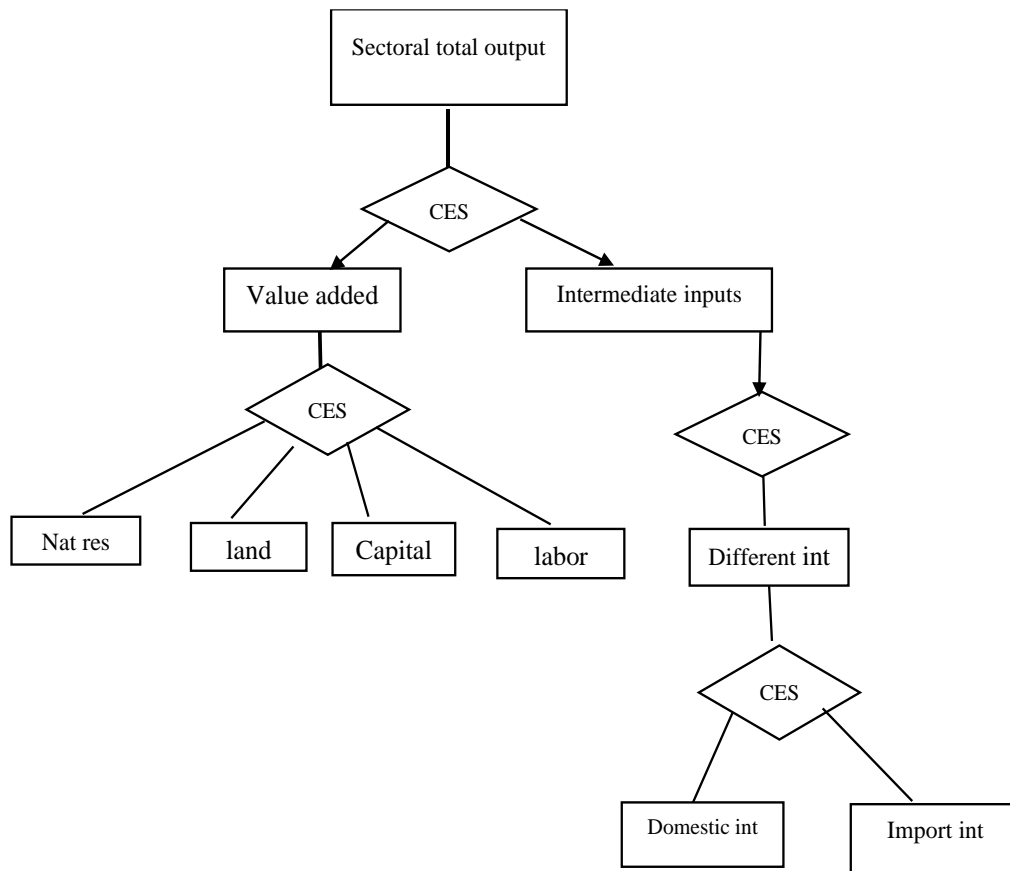 Sectoral total output
CES
Value added
Intermediate inputs
CES
CES
Nat res
land
Capital
labor
Different int
CES
Domestic int
Import int